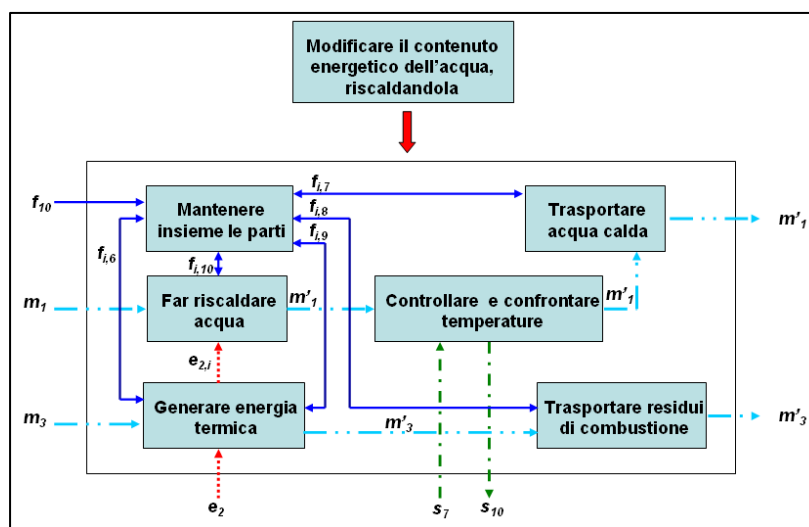 Modificare il contenuto
energetico dell'acqua,
riscaldandola
f10
fi,7
fi,8
fi,9
Mantenere
insieme le parti
Trasportare
acqua calda
m'1
fi,6
fi,10
m1
Far riscaldare
acqua
m'1
Controllare e confrontare
temperature
m'1
e2,i
m3
Generare energia
termica
m'3
Trasportare residui
di combustione
m'3
e2
s7
s10